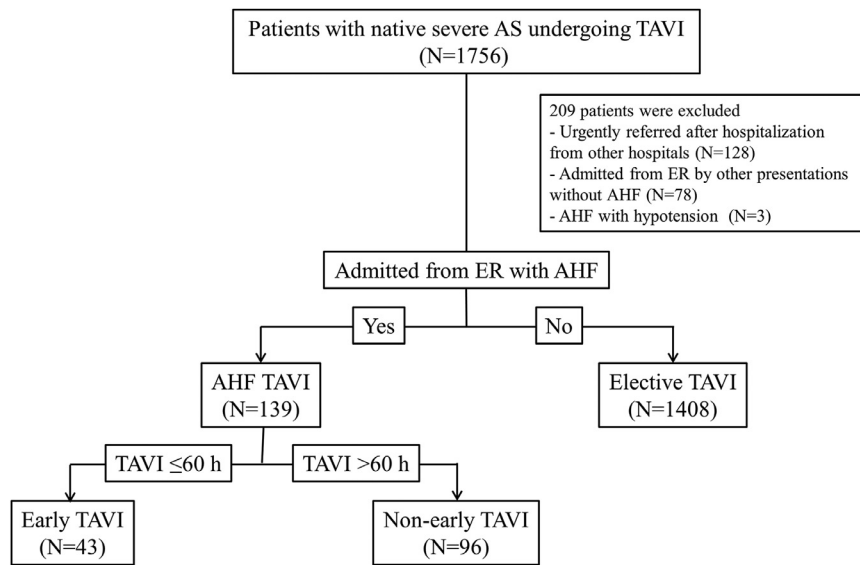 Patients with native severe AS undergoing TAVI
(N=1756)
209 patients were excluded
- Urgently referred after hospitalization
from other hospitals (N=128)
- Admitted from ER by other presentations
without AHF (N=78)
- AHF with hypotension (N=3)
Admitted from ER with AHF
Yes
No
AHF TAVI
(N=139)
Elective TAVI
(N=1408)
TAVI ≤60 h
TAVI >60 h
Early TAVI
(N=43)
Non-early TAVI
(N=96)